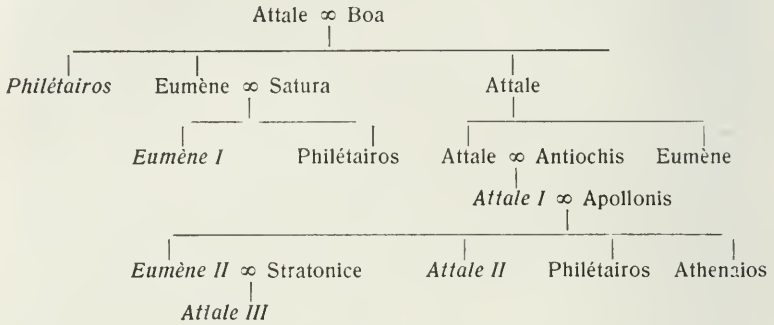 Attale ∞ Boa
Philétairos Eumène ∞ Satura Attale
Eumène I Philétairos Attale ∞ Antiochis Eumène
Attale I ∞ Apollonis
Eumène II ∞ Stratonice Attale II Philétairos Athenaios
Attale III